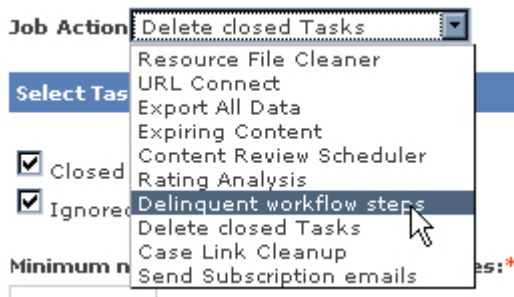 Job Action Delete closed Tasks
Resource File Cleaner
URL Connect
Select Tas
Export All Data
Expiring Content
Closed Content Review Scheduler
Rating Analysis
Ignored Delinquent workflow steps
Delete closed Tasks
Case Link Cleanup
Minimum n es:*
Send Subscription emails